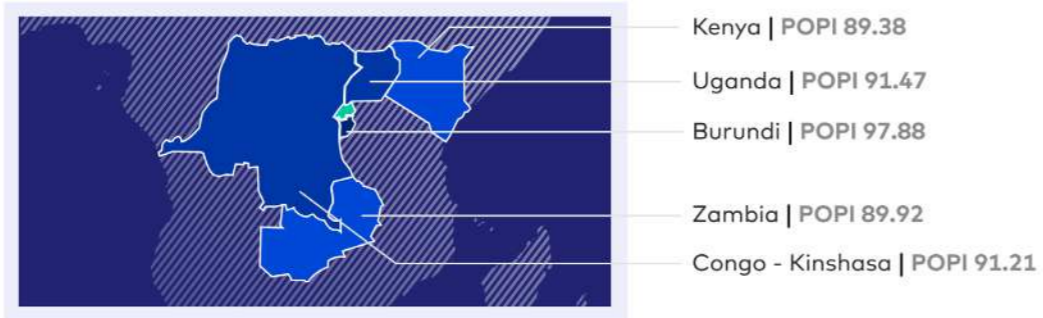 Kenya | POPI 89.38
Uganda | POPI 91.47
Burundi | POPI 97.88
Zambia | POPI 89.92
Congo - Kinshasa | POPI 91.21